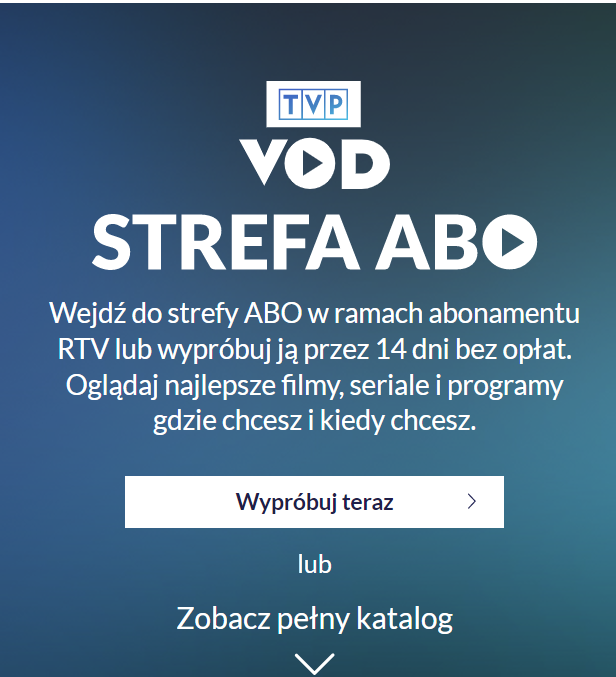 TVP
VOD
STREFA ABO
Wejdź do strefy ABO w ramach abonamentu
RTV lub wypróbuj ją przez 14 dni bez opłat.
Oglądaj najlepsze filmy, seriale i programy
gdzie chcesz i kiedy chcesz.
Wypróbuj teraz
lub
Zobacz pełny katalog